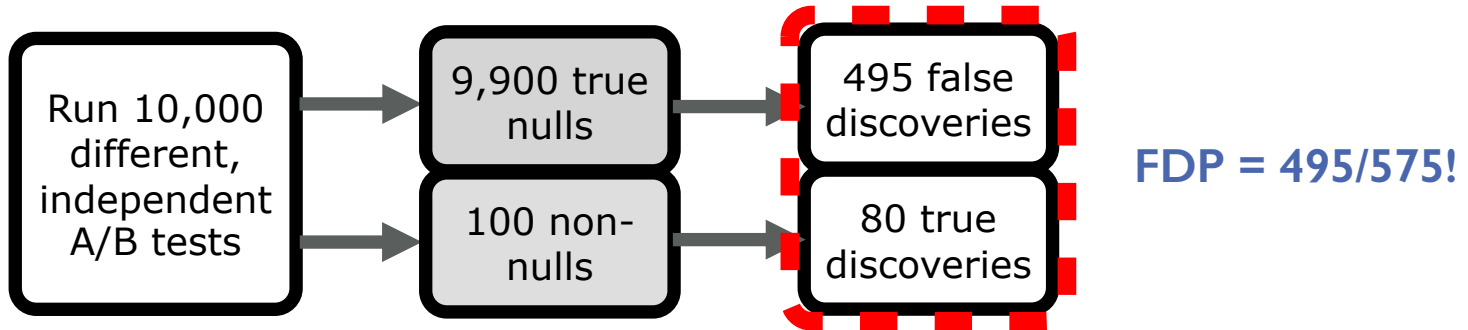 Run 10,000
different,
independent
A/B tests
9,900 true
nulls
100 non-
nulls
495 false
discoveries
80 true
discoveries
FDP = 495/575!